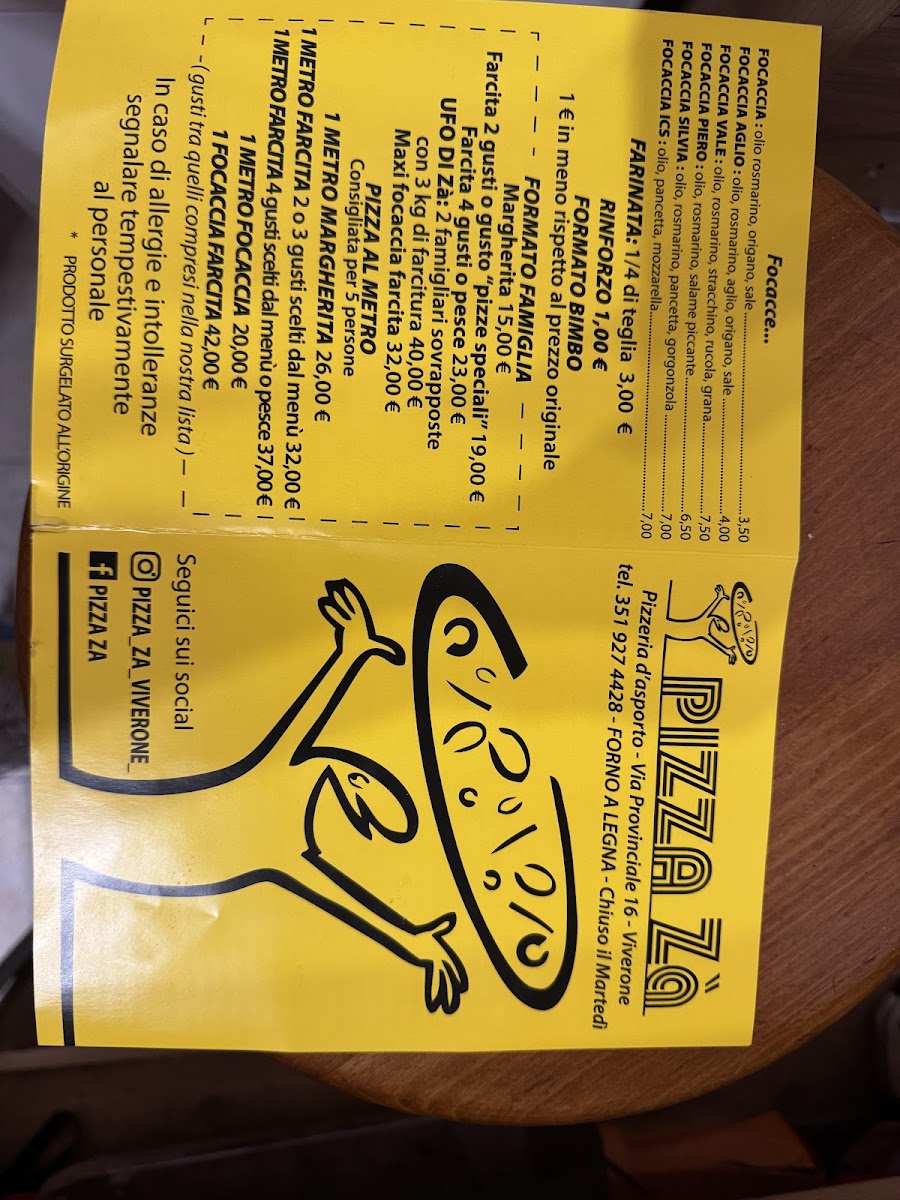 Focacce...
FOCACCIA : olio rosmarino, origano, sale ........ 3,50
FOCACCIA AGLIO : olio, rosmarino, aglio, origano, sale ........ 4,00
FOCACCIA VALE : olio, rosmarino, stracchino, rucola, grana ........ 7,50
FOCACCIA PIERO : olio, rosmarino, salame piccante ........ 6,50
FOCACCIA SILVIA : olio, rosmarino, pancetta, gorgonzola ........ 7,00
FOCACCIA ICS : olio, pancetta, mozzarella ........ 7,00
FARINATA: 1/4 di teglia 3,00 €
RINFORZO 1,00 €
FORMATO BIMBO
1 € in meno rispetto al prezzo originale
FORMATO FAMIGLIA
Margherita 15,00 €
Farcita 2 gusti o gusto "pizze speciali" 19,00 €
Farcita 4 gusti o pesce 23,00 €
UFO DI Zà: 2 famigliari sovrapposte
con 3 kg di farcitura 40,00 €
Maxi focaccia farcita 32,00 €
PIZZA AL METRO
Consigliata per 5 persone
1 METRO MARGHERITA 26,00 €
1 METRO FARCITA 2 o 3 gusti scelti dal menù 32,00 €
1 METRO FARCITA 4 gusti scelti dal menù o pesce 37,00 €
1 METRO FOCACCIA 20,00 €
1 FOCACCIA FARCITA 42,00 €
( gusti tra quelli compresi nella nostra lista )
In caso di allergie e intolleranze
segnalare tempestivamente
al personale
* PRODOTTO SURGELATO ALL'ORIGINE
PIZZA Zà
Pizzeria d'asporto - Via Provinciale 16 - Viverone
tel. 351 927 4428 - FORNO A LEGNA - Chiuso il Martedì
Seguici sui social
PIZZA_ZA_VIVERONE_
f PIZZA ZA